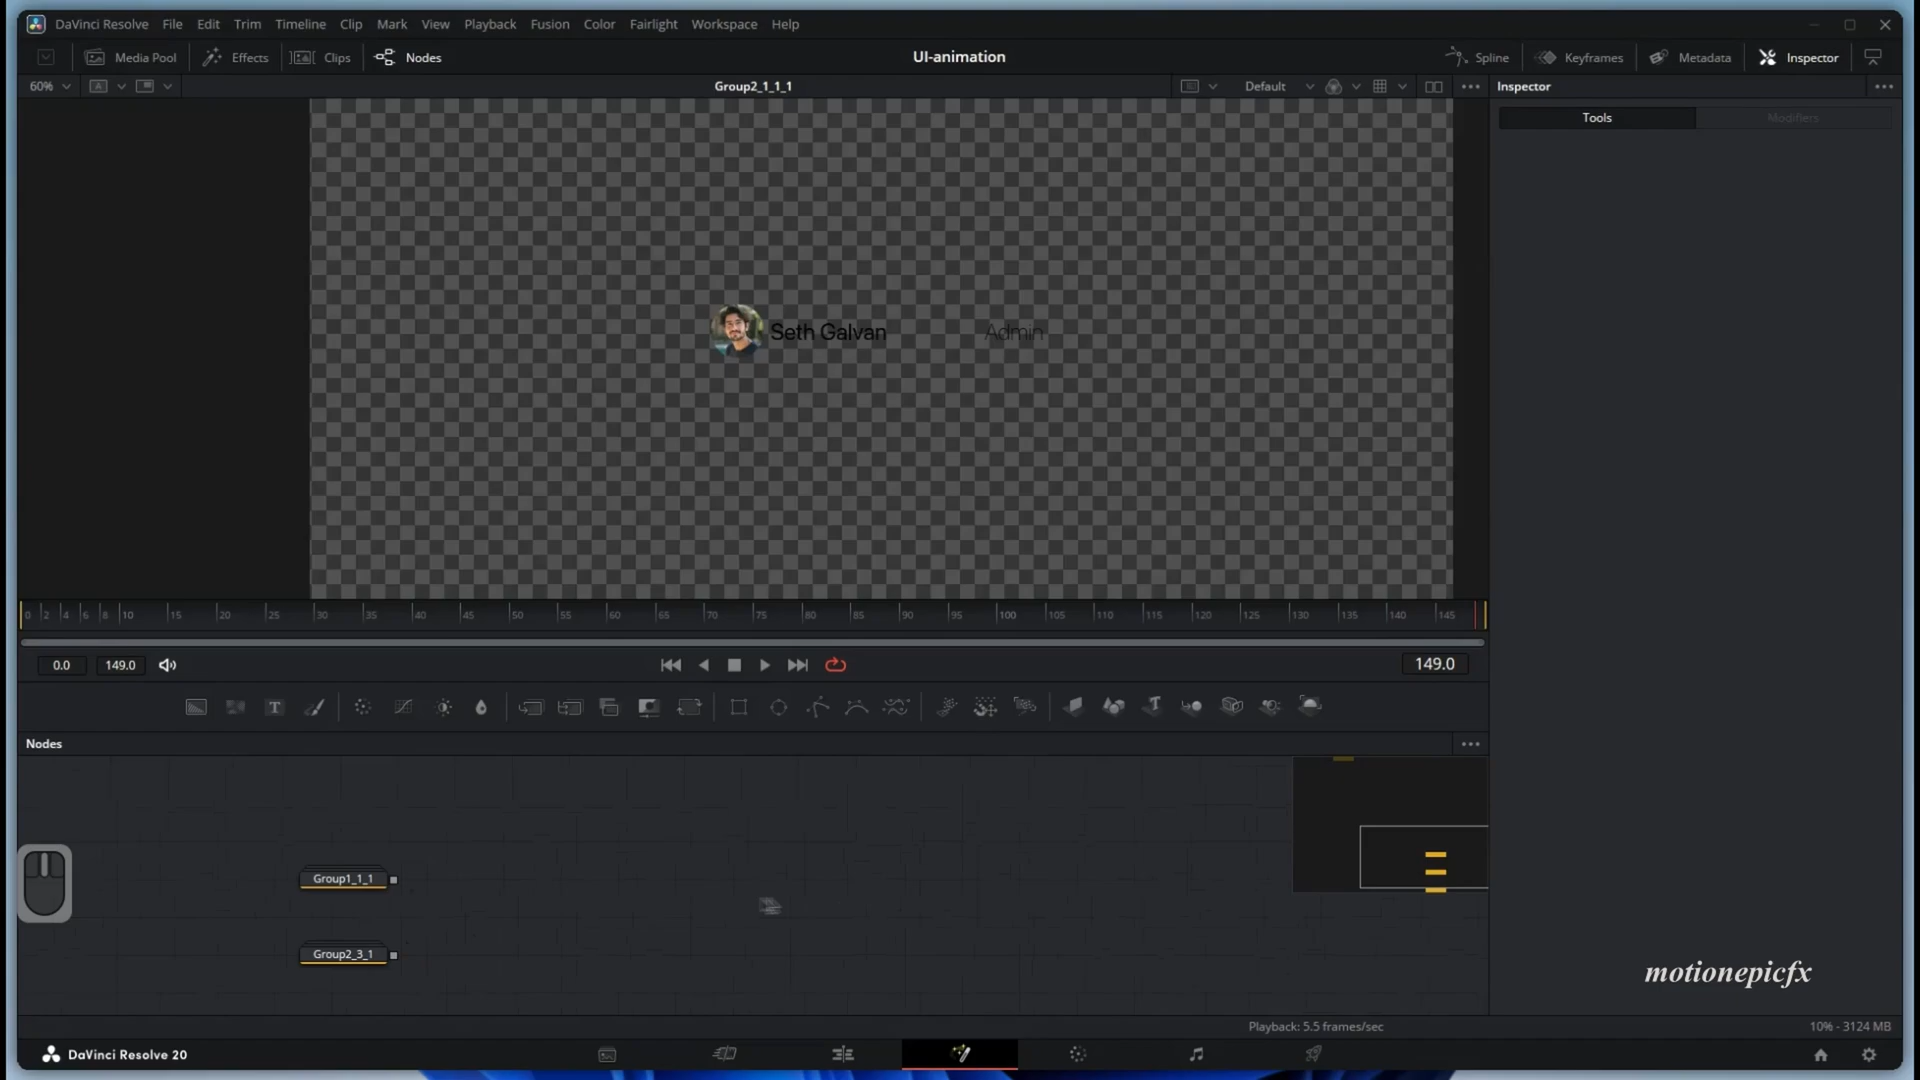 DaVinci Resolve File Edit Trim Timeline Clip Mark View Playback Fusion Color Fairlight Workspace Help
Media Pool Effects Clips Nodes UI-animation Spline Keyframes Metadata Inspector
60% Group2_1_1_1 Default Inspector
Tools Modifiers
Seth Galvan Admin
0 2 4 6 8 10 15 20 25 30 35 40 45 50 55 60 65 70 75 80 85 90 95 100 105 110 115 120 125 130 135 140 145
0.0 149.0 149.0
T T
Nodes
Group1_1_1
Group2_3_1
motionepicfx
Playback: 5.5 frames/sec 10% - 3124 MB
DaVinci Resolve 20